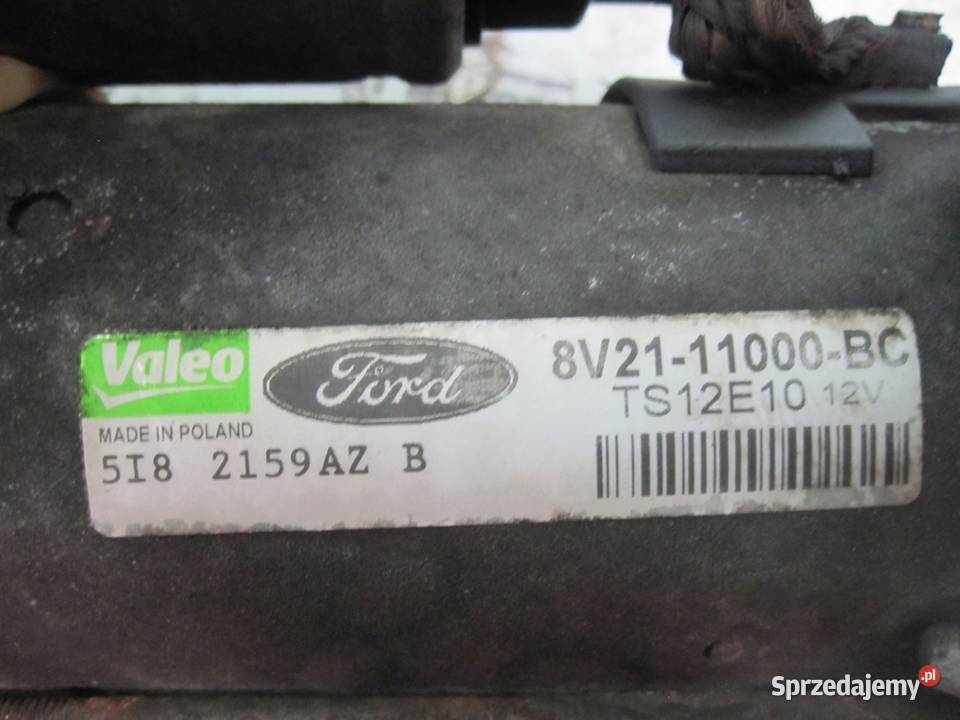 Valeo
Ford
8V21-11000-BC
TS12E10 12V
MADE IN POLAND
5I8 2159AZ B
Sprzedajemy.pl